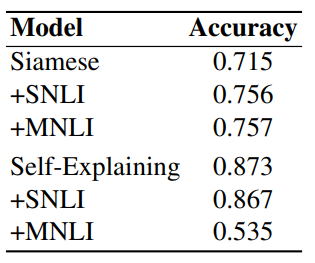 Model Accuracy
Siamese 0.715
+SNLI 0.756
+MNLI 0.757
Self-Explaining 0.873
+SNLI 0.867
+MNLI 0.535